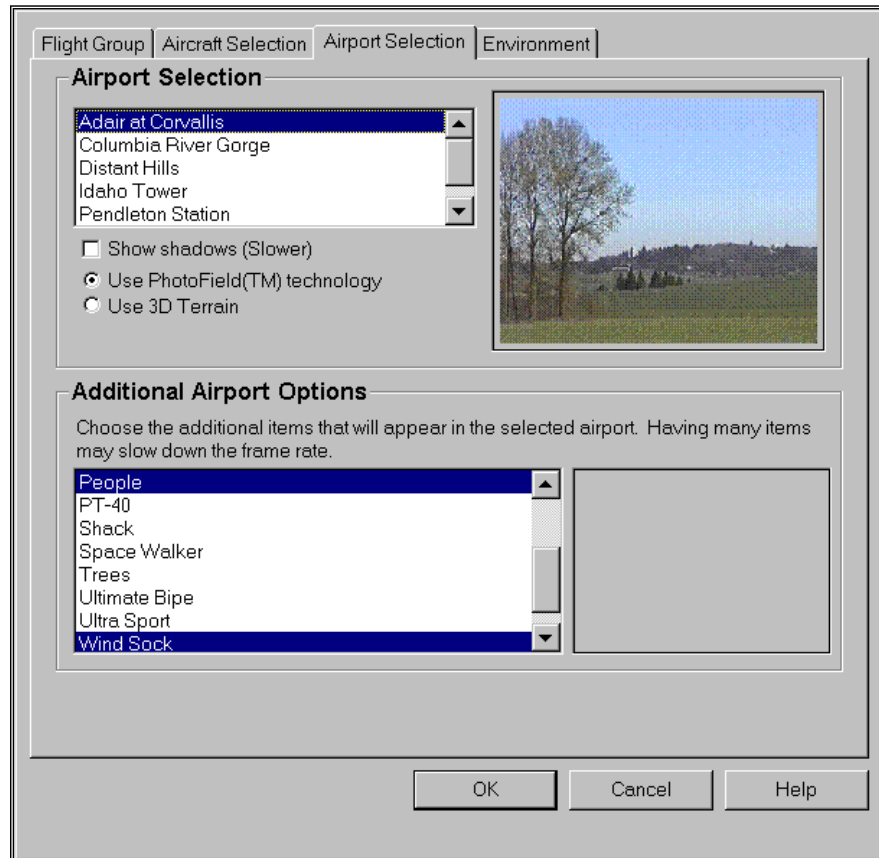 Flight Group
Aircraft Selection
Airport Selection
Environment
Airport Selection
Adair at Corvallis
Columbia River Gorge
Distant Hills
Idaho Tower
Pendleton Station
Show shadows (Slower)
Use PhotoField(TM) technology
Use 3D Terrain
Additional Airport Options
Choose the additional items that will appear in the selected airport. Having many items
may slow down the frame rate.
People
PT-40
Shack
Space Walker
Trees
Ultimate Bipe
Ultra Sport
Wind Sock
OK
Cancel
Help